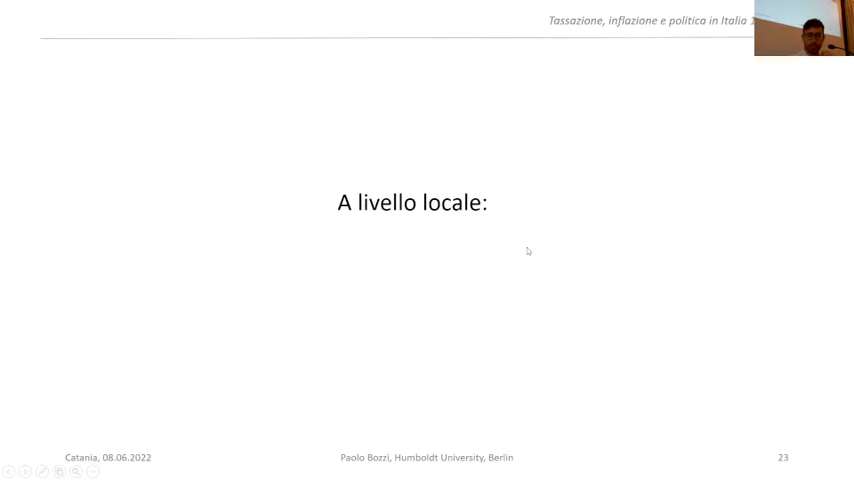 Tassazione, inflazione e politica in Italia
A livello locale:
Catania, 08.06.2022
Paolo Bozzi, Humboldt University, Berlin
23